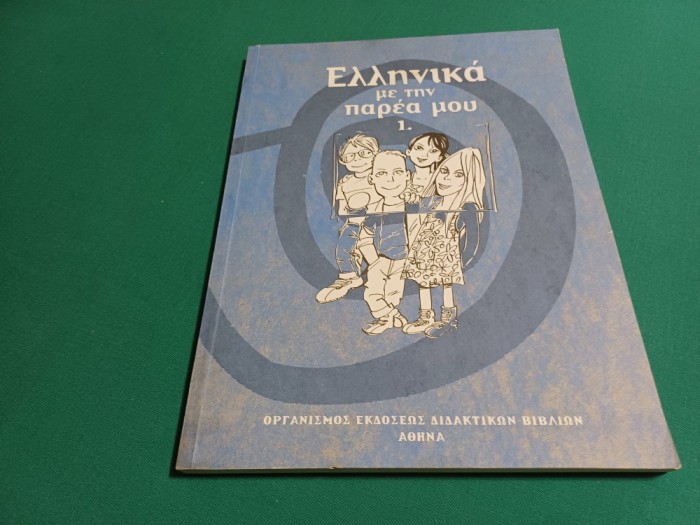 Ελληνικά
με την
παρέα μου
1.
ΟΡΓΑΝΙΣΜΟΣ ΕΚΔΟΣΕΩΣ ΔΙΔΑΚΤΙΚΩΝ ΒΙΒΛΙΩΝ
ΑΘΗΝΑ